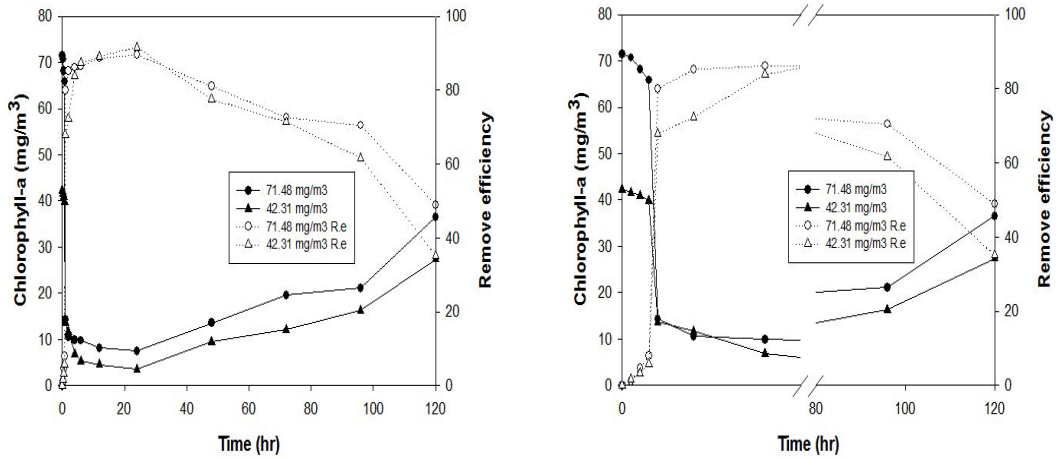 80
70
60
50
40
30
20
10
0
Chlorophyll-a (mg/m³)
100
80
60
40
20
0
Remove efficiency
71.48 mg/m3
42.31 mg/m3
71.48 mg/m3 R.e
42.31 mg/m3 R.e
0 20 40 60 80 100 120
Time (hr)
80
70
60
50
40
30
20
10
0
Chlorophyll-a (mg/m³)
100
80
60
40
20
0
Remove efficiency
71.48 mg/m3
42.31 mg/m3
71.48 mg/m3 R.e
42.31 mg/m3 R.e
0 80 100 120
Time (hr)